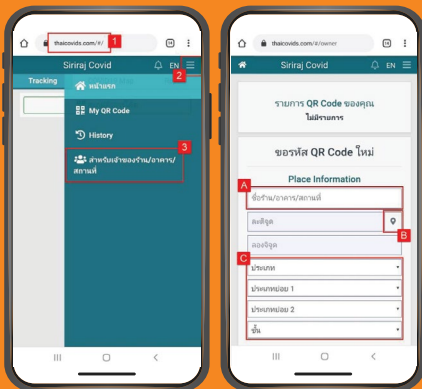 thaicovids.com/#/
1
Siriraj Covid
EN
2
Tracking
หน้าแรก
My QR Code
History
3
สำหรับเจ้าของร้าน/อาคาร/
สถานที่
thaicovids.com/#/owner
Siriraj Covid
EN
รายการ QR Code ของคุณ
ไม่มีรายการ
ขอรหัส QR Code ใหม่
Place Information
A
ชื่อร้าน/อาคาร/สถานที่
ละติจูด
B
ลองจิจูด
C
ประเภท
ประเภทย่อย 1
ประเภทย่อย 2
ชั้น